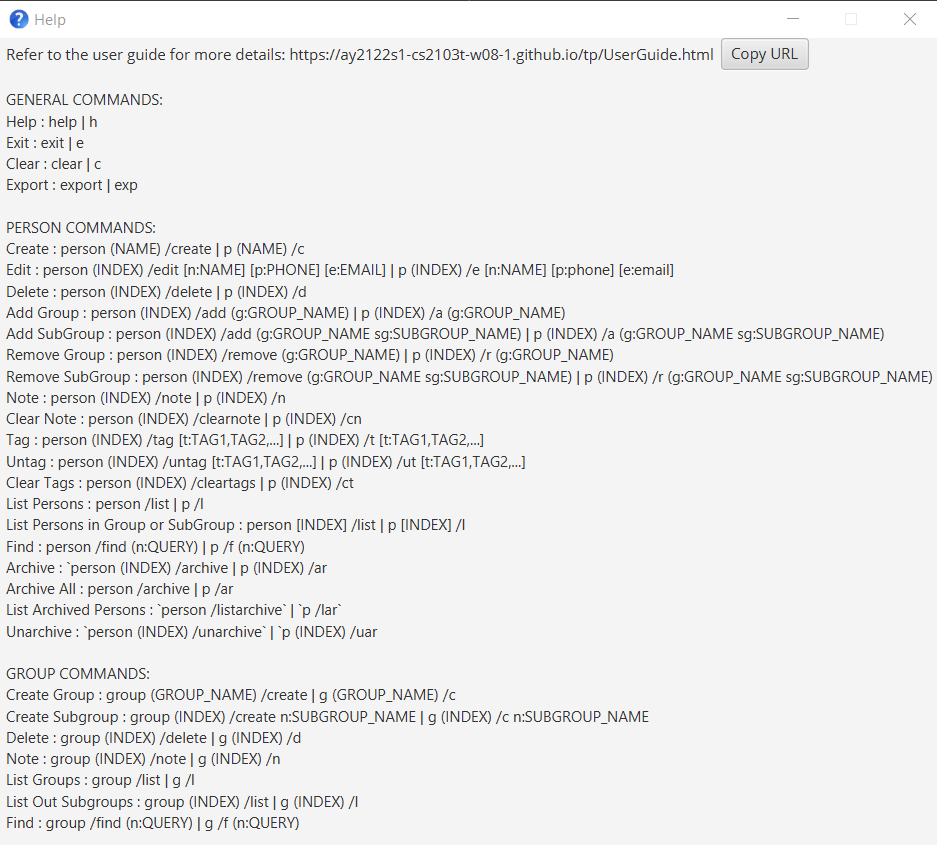 Help
Refer to the user guide for more details: https://ay2122s1-cs2103t-w08-1.github.io/tp/UserGuide.html Copy URL
GENERAL COMMANDS:
Help : help | h
Exit : exit | e
Clear : clear | c
Export : export | exp
PERSON COMMANDS:
Create : person (NAME) /create | p (NAME) /c
Edit : person (INDEX) /edit [n:NAME] [p:PHONE] [e:EMAIL] | p (INDEX) /e [n:NAME] [p:phone] [e:email]
Delete : person (INDEX) /delete | p (INDEX) /d
Add Group : person (INDEX) /add (g:GROUP_NAME) | p (INDEX) /a (g:GROUP_NAME)
Add SubGroup : person (INDEX) /add (g:GROUP_NAME sg:SUBGROUP_NAME) | p (INDEX) /a (g:GROUP_NAME sg:SUBGROUP_NAME)
Remove Group : person (INDEX) /remove (g:GROUP_NAME) | p (INDEX) /r (g:GROUP_NAME)
Remove SubGroup : person (INDEX) /remove (g:GROUP_NAME sg:SUBGROUP_NAME) | p (INDEX) /r (g:GROUP_NAME sg:SUBGROUP_NAME)
Note : person (INDEX) /note | p (INDEX) /n
Clear Note : person (INDEX) /clearnote | p (INDEX) /cn
Tag : person (INDEX) /tag [t:TAG1,TAG2,...] | p (INDEX) /t [t:TAG1,TAG2,...]
Untag : person (INDEX) /untag [t:TAG1,TAG2,...] | p (INDEX) /ut [t:TAG1,TAG2,...]
Clear Tags : person (INDEX) /cleartags | p (INDEX) /ct
List Persons : person /list | p /l
List Persons in Group or SubGroup : person [INDEX] /list | p [INDEX] /l
Find : person /find (n:QUERY) | p /f (n:QUERY)
Archive : `person (INDEX) /archive | p (INDEX) /ar
Archive All : person /archive | p /ar
List Archived Persons : `person /listarchive` | `p /lar`
Unarchive : `person (INDEX) /unarchive` | `p (INDEX) /uar
GROUP COMMANDS:
Create Group : group (GROUP_NAME) /create | g (GROUP_NAME) /c
Create Subgroup : group (INDEX) /create n:SUBGROUP_NAME | g (INDEX) /c n:SUBGROUP_NAME
Delete : group (INDEX) /delete | g (INDEX) /d
Note : group (INDEX) /note | g (INDEX) /n
List Groups : group /list | g /l
List Out Subgroups : group (INDEX) /list | g (INDEX) /l
Find : group /find (n:QUERY) | g /f (n:QUERY)